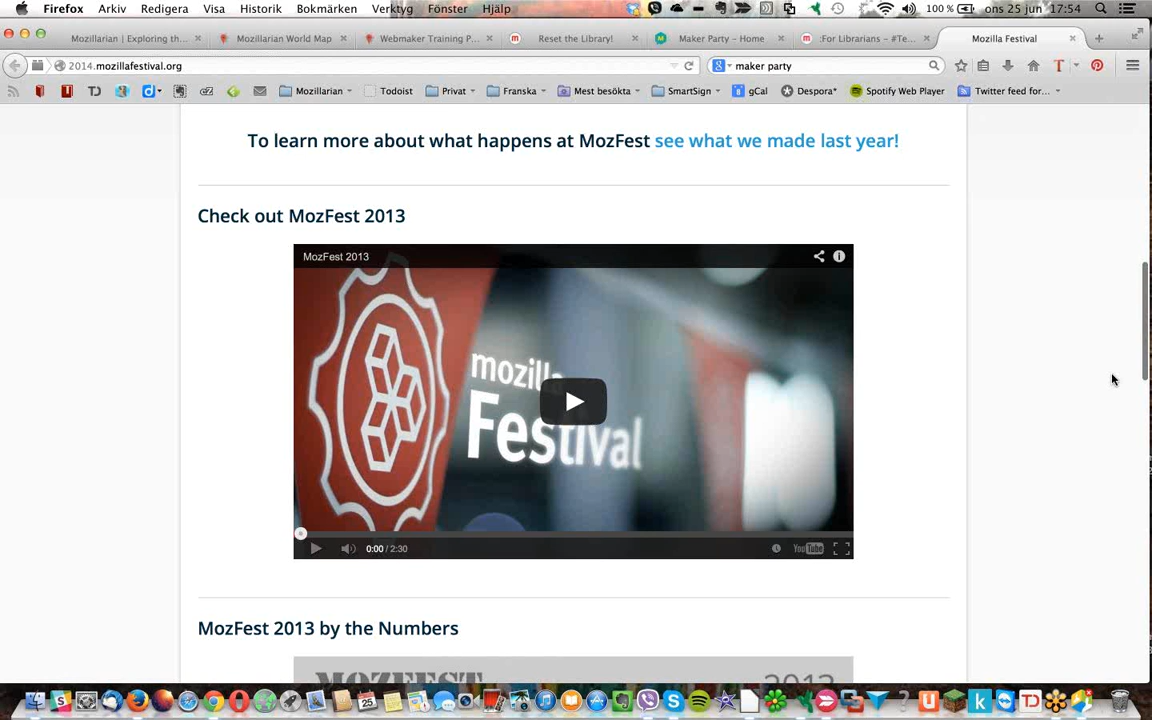 Firefox Arkiv Redigera Visa Historik Bokmärken Verktyg Fönster Hjälp 100 % ons 25 jun 17:54
Mozillarian | Exploring th... Mozillarian World Map Webmaker Training P... Reset the Library! Maker Party – Home :For Librarians – #Te... Mozilla Festival
2014.mozillafestival.org maker party
Mozillarian Todoist Privat Franska Mest besökta SmartSign gCal Despora* Spotify Web Player Twitter feed for...
To learn more about what happens at MozFest see what we made last year!
Check out MozFest 2013
MozFest 2013
mozilla
Festival
0:00 / 2:30 YouTube
MozFest 2013 by the Numbers
MOZFEST 2013